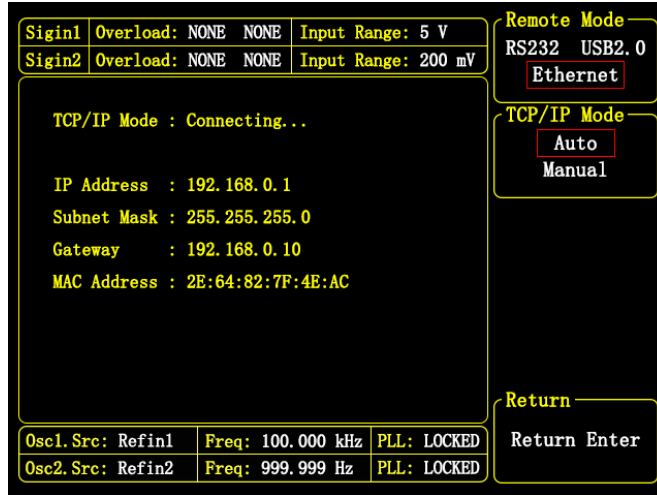 Sigin1 Overload: NONE NONE Input Range: 5 V
Sigin2 Overload: NONE NONE Input Range: 200 mV
TCP/IP Mode : Connecting...
IP Address : 192.168.0.1
Subnet Mask : 255.255.255.0
Gateway : 192.168.0.10
MAC Address : 2E:64:82:7F:4E:AC
Osc1.Src: Refin1 Freq: 100.000 kHz PLL: LOCKED
Osc2.Src: Refin2 Freq: 999.999 Hz PLL: LOCKED
Remote Mode
RS232 USB2.0
Ethernet
TCP/IP Mode
Auto
Manual
Return
Return Enter